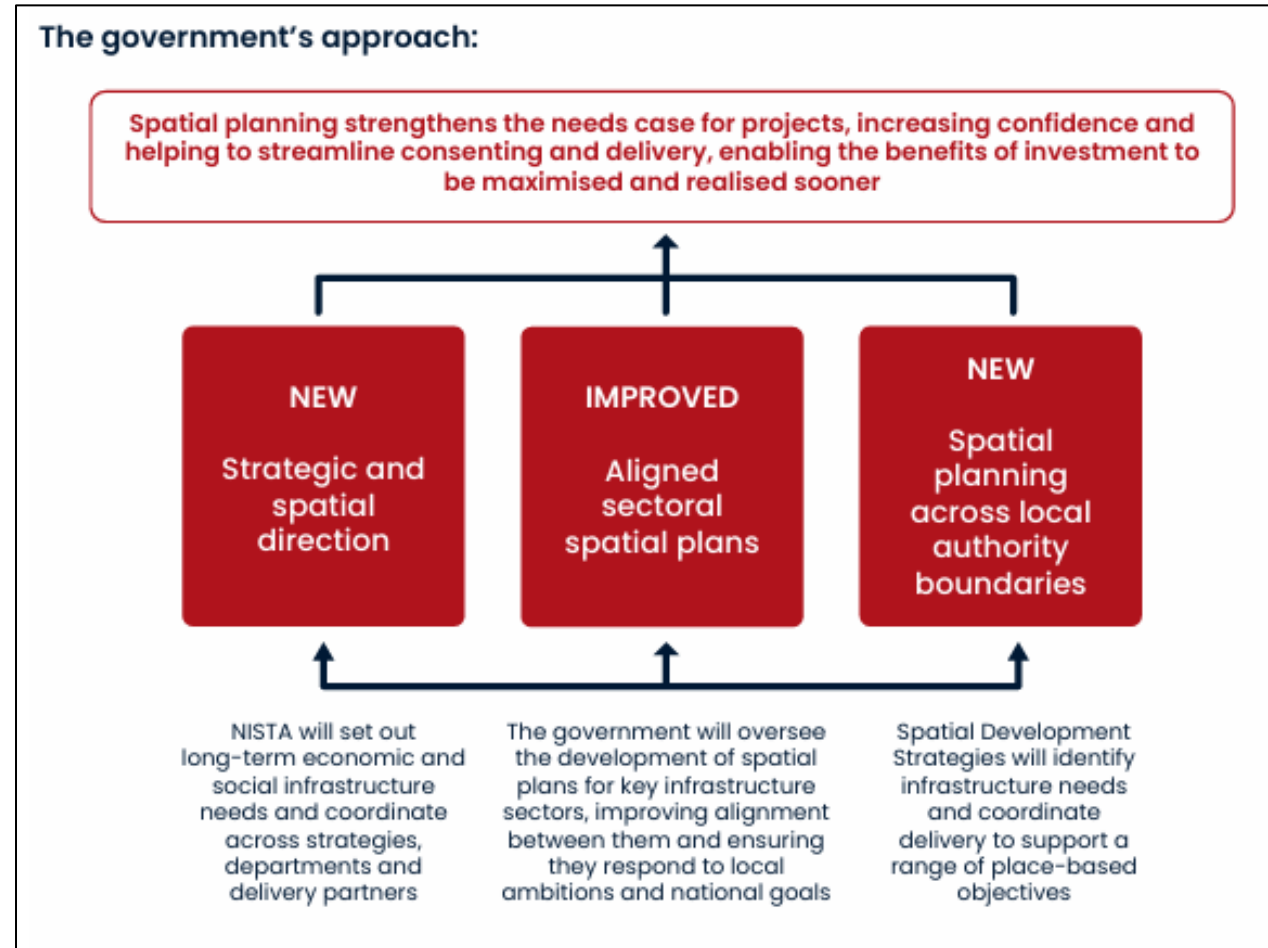 The government's approach:
Spatial planning strengthens the needs case for projects, increasing confidence and
helping to streamline consenting and delivery, enabling the benefits of investment to
be maximised and realised sooner
NEW
Strategic and
spatial
direction
IMPROVED
Aligned
sectoral
spatial plans
NEW
Spatial
planning
across local
authority
boundaries
NISTA will set out
long-term economic and
social infrastructure
needs and coordinate
across strategies,
departments and
delivery partners
The government will oversee
the development of spatial
plans for key infrastructure
sectors, improving alignment
between them and ensuring
they respond to local
ambitions and national goals
Spatial Development
Strategies will identify
infrastructure needs
and coordinate
delivery to support a
range of place-based
objectives